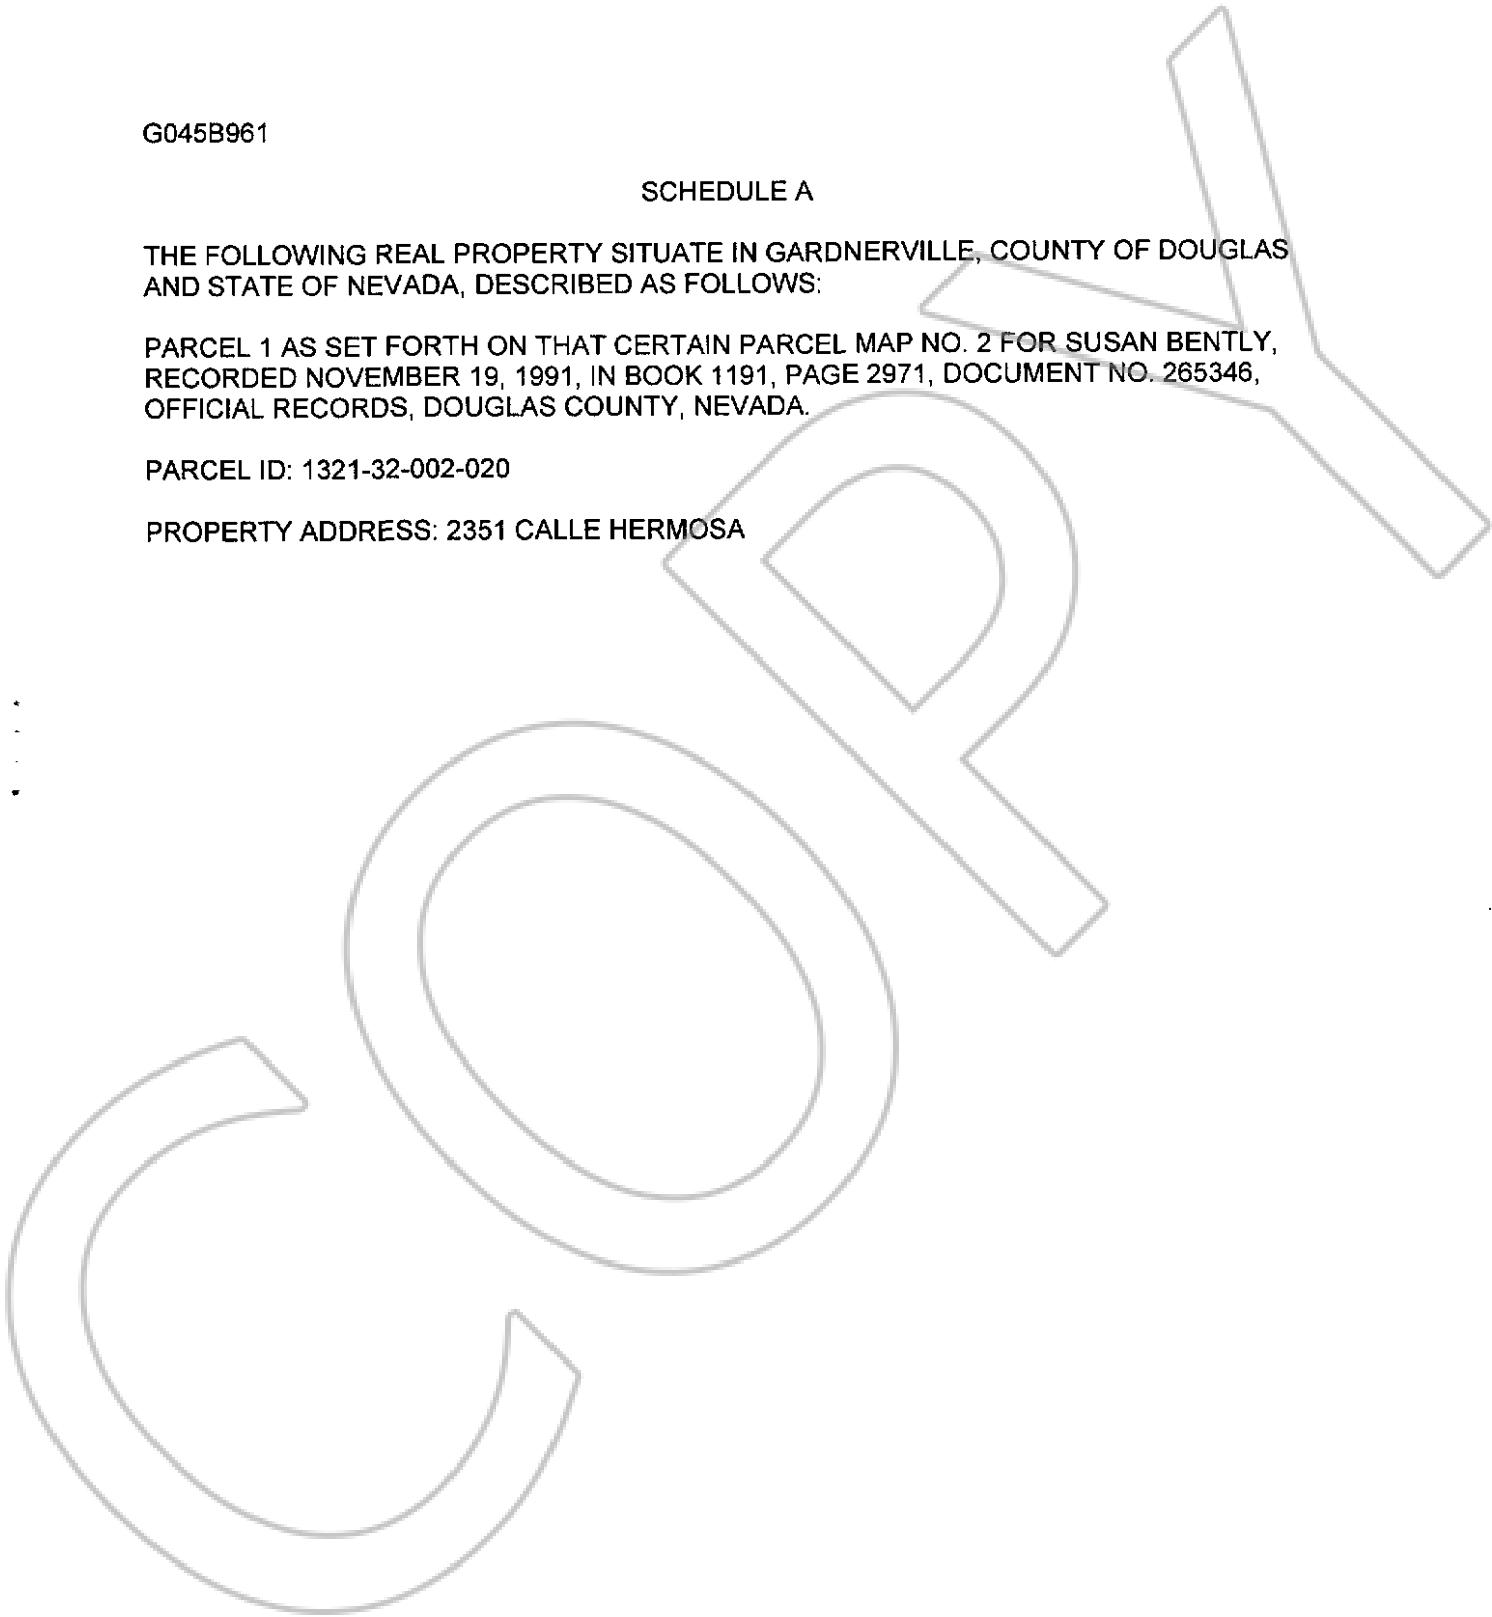 G045B961
SCHEDULE A
THE FOLLOWING REAL PROPERTY SITUATE IN GARDNERVILLE, COUNTY OF DOUGLAS
AND STATE OF NEVADA, DESCRIBED AS FOLLOWS:
PARCEL 1 AS SET FORTH ON THAT CERTAIN PARCEL MAP NO. 2 FOR SUSAN BENTLY,
RECORDED NOVEMBER 19, 1991, IN BOOK 1191, PAGE 2971, DOCUMENT NO. 265346,
OFFICIAL RECORDS, DOUGLAS COUNTY, NEVADA.
PARCEL ID: 1321-32-002-020
PROPERTY ADDRESS: 2351 CALLE HERMOSA
COPY